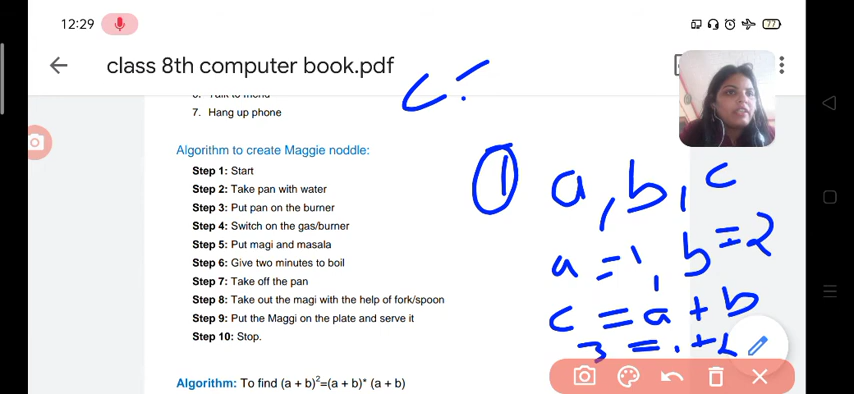 12:29
77
class 8th computer book.pdf
c
7. Hang up phone
Algorithm to create Maggie noddle:
Step 1: Start
Step 2: Take pan with water
Step 3: Put pan on the burner
Step 4: Switch on the gas/burner
Step 5: Put magi and masala
Step 6: Give two minutes to boil
Step 7: Take off the pan
Step 8: Take out the magi with the help of fork/spoon
Step 9: Put the Maggi on the plate and serve it
Step 10: Stop.
Algorithm: To find (a + b)²=(a + b)* (a + b)
① a, b, c
a = 1, b = 2
c = a + b
3 =